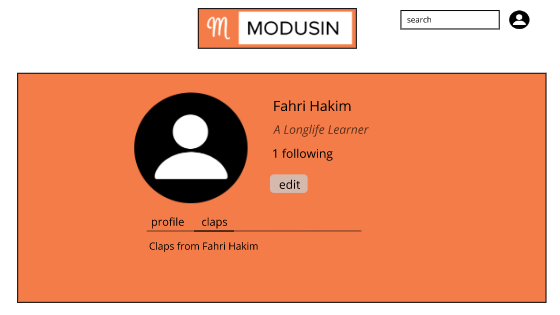 M MODUSIN
search
Fahri Hakim
A Longlife Learner
1 following
edit
profile claps
Claps from Fahri Hakim